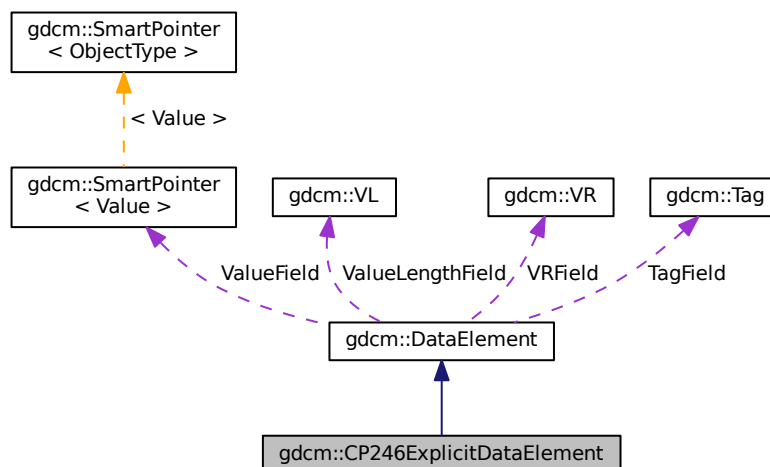 gdcm::SmartPointer
< ObjectType >
< Value >
gdcm::SmartPointer
< Value >
gdcm::VL
gdcm::VR
gdcm::Tag
ValueField
ValueLengthField
VRField
TagField
gdcm::DataElement
gdcm::CP246ExplicitDataElement